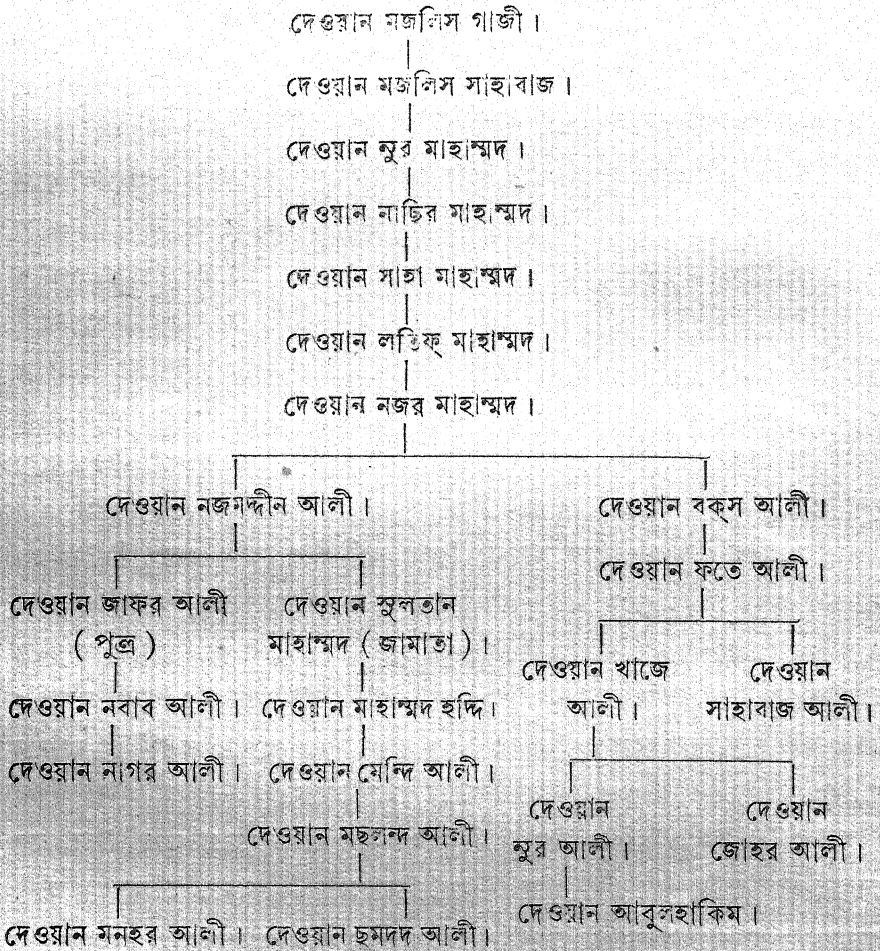 দেওয়ান মজলিস গাজী।
দেওয়ান মজলিস সাহাবাজ।
দেওয়ান নুর মাহাম্মদ।
দেওয়ান নাছির মাহাম্মদ।
দেওয়ান সাহা মাহাম্মদ।
দেওয়ান লতিফ্ মাহাম্মদ।
দেওয়ান নজর মাহাম্মদ।
দেওয়ান নজমদ্দীন আলী। দেওয়ান বক্স আলী।
দেওয়ান ফতে আলী।
দেওয়ান জাফর আলী দেওয়ান সুলতান
( পুত্র ) মাহাম্মদ ( জামাতা )।
দেওয়ান খাজে দেওয়ান
দেওয়ান নবাব আলী। দেওয়ান মাহাম্মদ হদ্দি। আলী। সাহাবাজ আলী।
দেওয়ান নাগর আলী। দেওয়ান মেন্দি আলী।
দেওয়ান দেওয়ান
দেওয়ান মছলন্দ আলী। নুর আলী। জোহর আলী।
দেওয়ান আবুলহাকিম।
দেওয়ান মনহর আলী। দেওয়ান ছমদদ আলী।